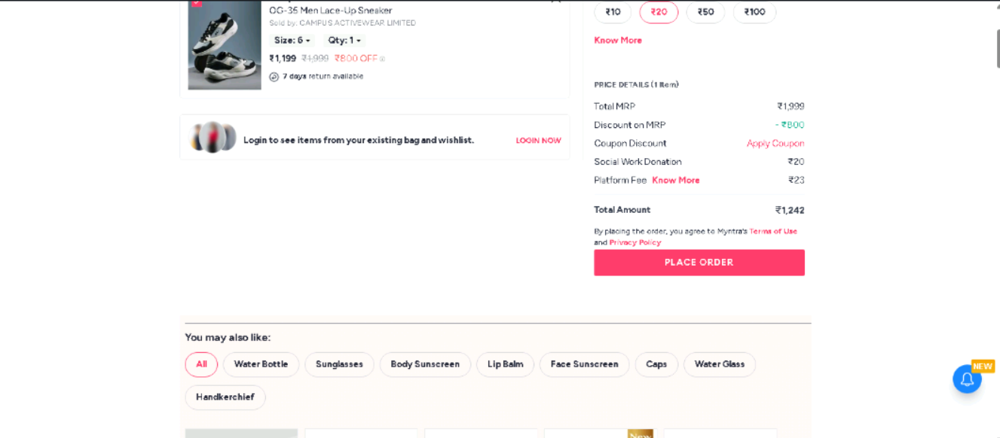 OG-35 Men Lace-Up Sneaker
Sold by: CAMPUS ACTIVEWEAR LIMITED
Size: 6 Qty: 1
₹1,199 ₹1,999 ₹800 OFF
7 days return available
Login to see items from your existing bag and wishlist. LOGIN NOW
₹10 ₹20 ₹50 ₹100
Know More
PRICE DETAILS (1 Item)
Total MRP ₹1,999
Discount on MRP - ₹800
Coupon Discount Apply Coupon
Social Work Donation ₹20
Platform Fee Know More ₹23
Total Amount ₹1,242
By placing the order, you agree to Myntra's Terms of Use
and Privacy Policy
PLACE ORDER
You may also like:
All Water Bottle Sunglasses Body Sunscreen Lip Balm Face Sunscreen Caps Water Glass
Handkerchief
NEW
New